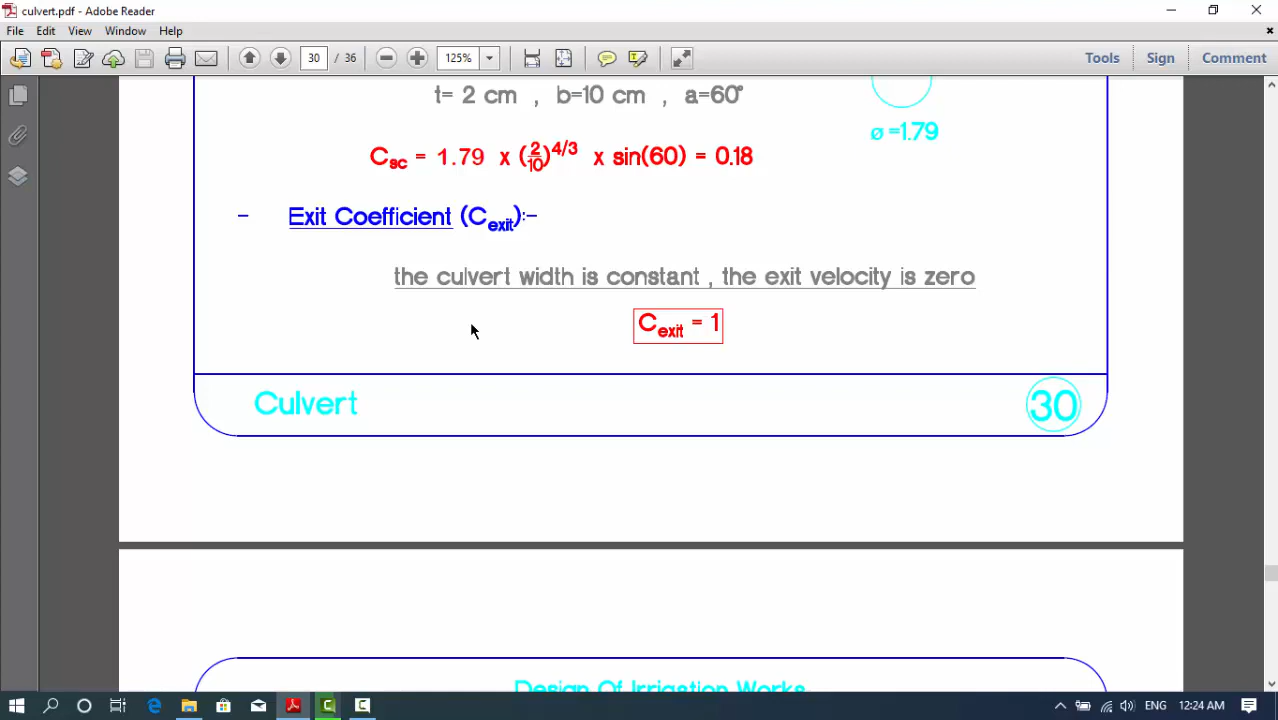 culvert.pdf - Adobe Reader
File Edit View Window Help
30 / 36 125% Tools Sign Comment
t= 2 cm , b=10 cm , a=60°
ø =1.79
Csc = 1.79 x (2/10)^4/3 x sin(60) = 0.18
- Exit Coefficient (Cexit):-
the culvert width is constant , the exit velocity is zero
Cexit = 1
Culvert 30
Design Of Irrigation Works
ENG 12:24 AM